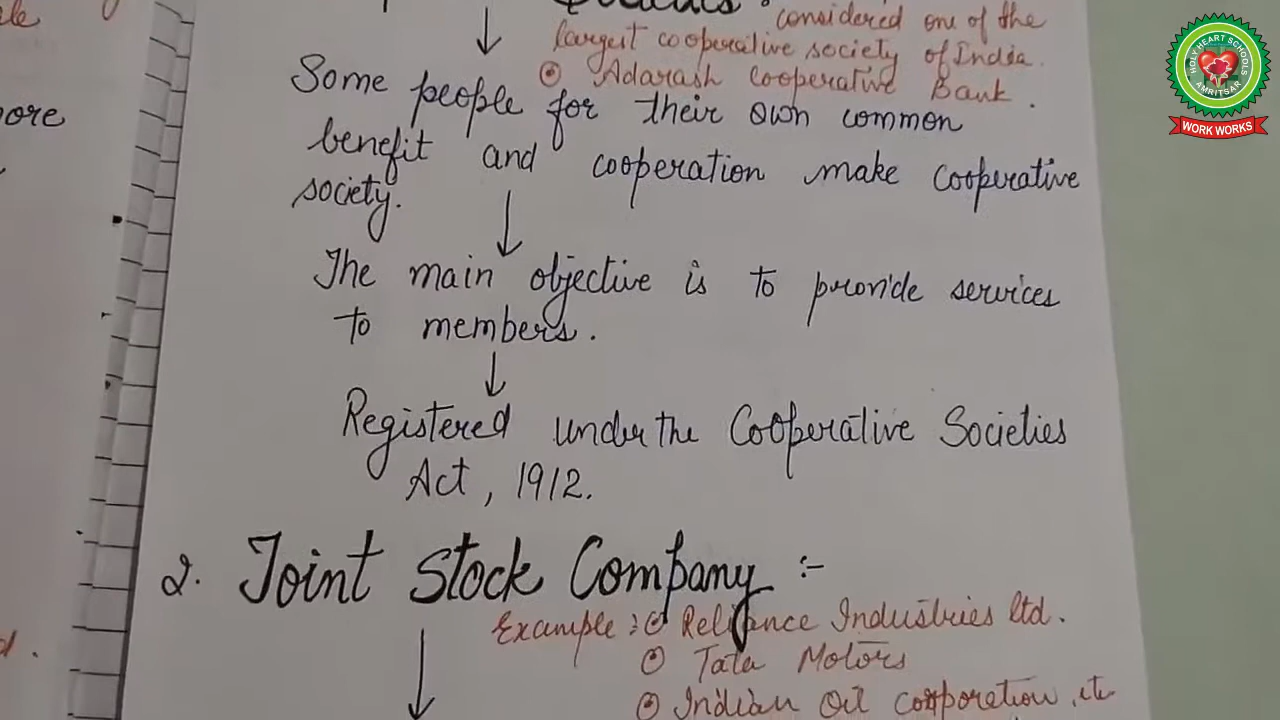 ple
considered one of the
largest cooperative society of India.
Adarash cooperative Bank.
Some people for their own common
benefit and cooperation make cooperative
society.
The main objective is to provide services
to members.
Registered under the Cooperative Societies
Act, 1912.
2. Joint Stock Company :-
Example : Relience Industries ltd.
Tata Motors
Indian Oil corporation, etc
ore
d.
HOLY HEART SCHOOLS
AMRITSAR
WORK WORKS